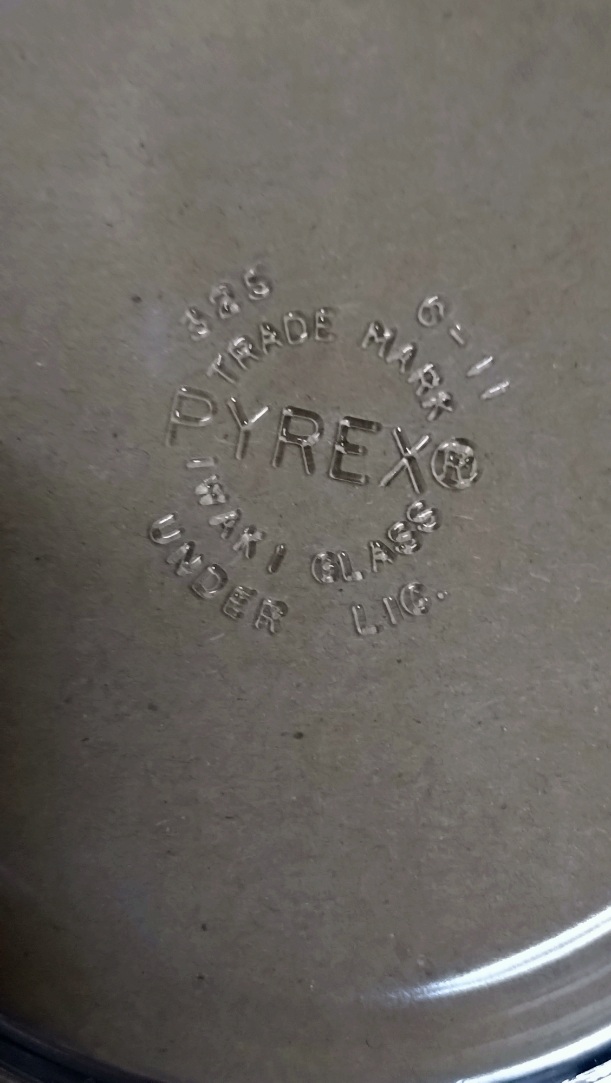 325 6-11
TRADE MARK
PYREX®
IWAKI GLASS
UNDER LIC.